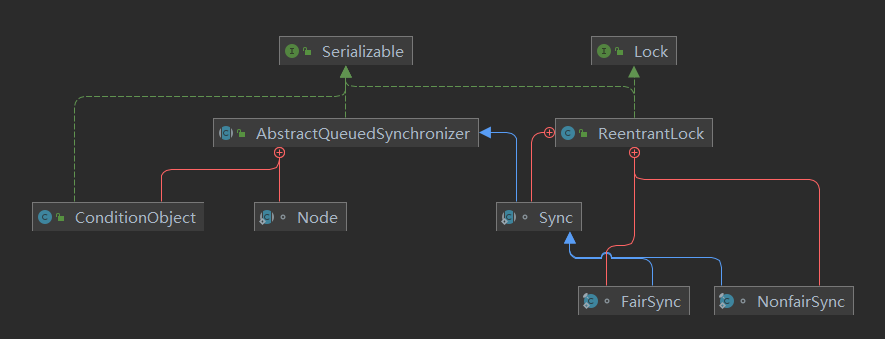 Serializable
Lock
AbstractQueuedSynchronizer
ReentrantLock
ConditionObject
Node
Sync
FairSync
NonfairSync